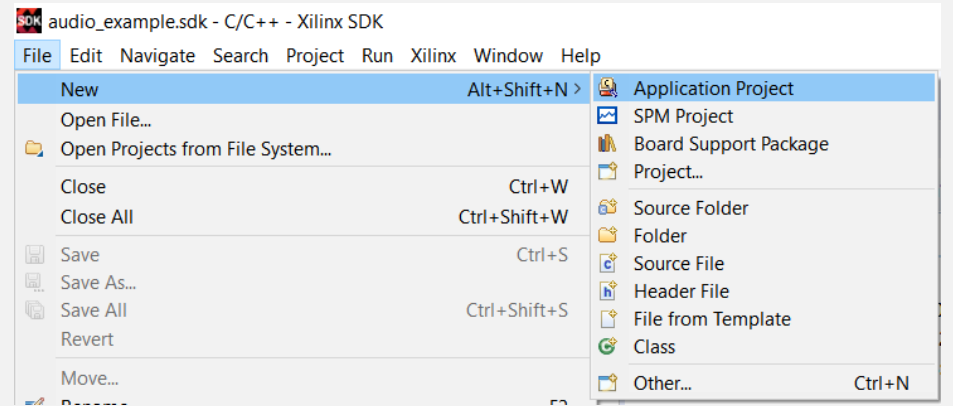 SDK audio_example.sdk - C/C++ - Xilinx SDK
File Edit Navigate Search Project Run Xilinx Window Help
New Alt+Shift+N >
Open File...
Open Projects from File System...
Close Ctrl+W
Close All Ctrl+Shift+W
Save Ctrl+S
Save As...
Save All Ctrl+Shift+S
Revert
Move...
Application Project
SPM Project
Board Support Package
Project...
Source Folder
Folder
Source File
Header File
File from Template
Class
Other... Ctrl+N